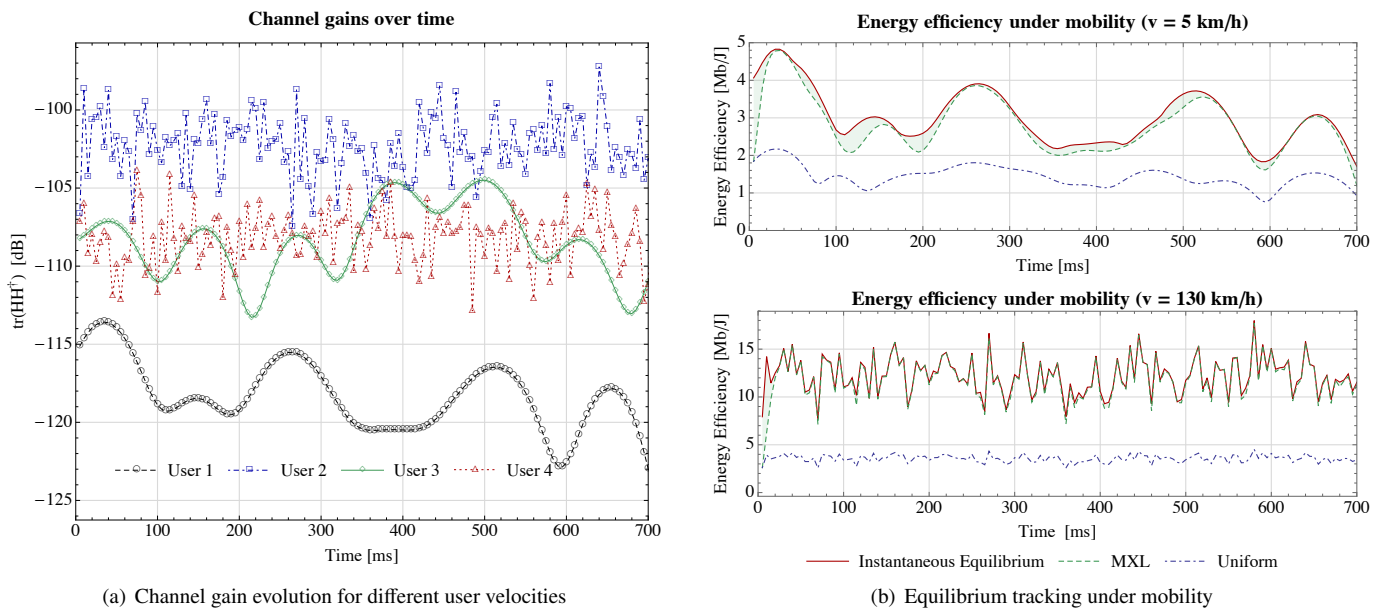 Channel gains over time
tr(HH†) [dB]
-100
-105
-110
-115
-120
-125
User 1 User 2 User 3 User 4
0 100 200 300 400 500 600 700
Time [ms]
(a) Channel gain evolution for different user velocities
Energy efficiency under mobility (v = 5 km/h)
Energy Efficiency [Mb/J]
5
4
3
2
1
0
0 100 200 300 400 500 600 700
Time [ms]
Energy efficiency under mobility (v = 130 km/h)
Energy Efficiency [Mb/J]
15
10
5
0
0 100 200 300 400 500 600 700
Time [ms]
Instantaneous Equilibrium MXL Uniform
(b) Equilibrium tracking under mobility